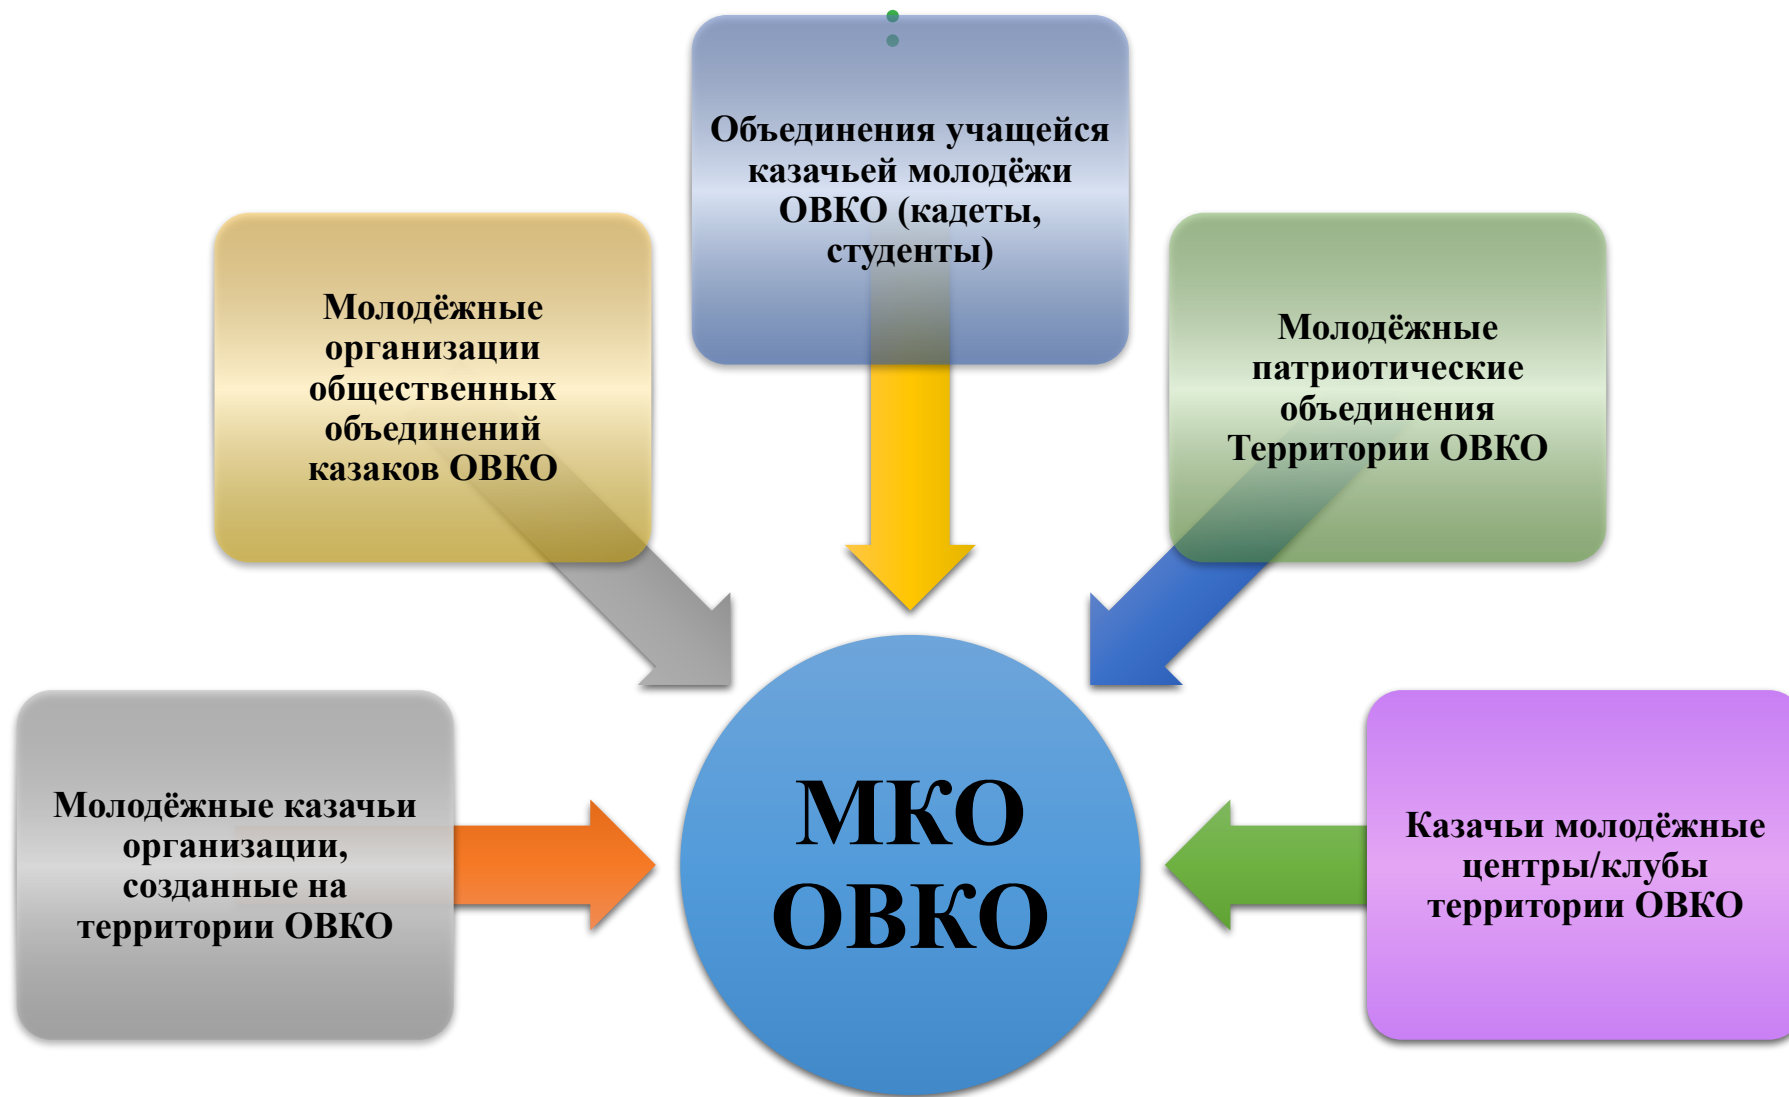 Объединения учащейся
казачьей молодёжи
ОВКО (кадеты,
студенты)
Молодёжные
организации
общественных
объединений
казаков ОВКО
Молодёжные
патриотические
объединения
Территории ОВКО
Молодёжные казачьи
организации,
созданные на
территории ОВКО
МКО
ОВКО
Казачьи молодёжные
центры/клубы
территории ОВКО